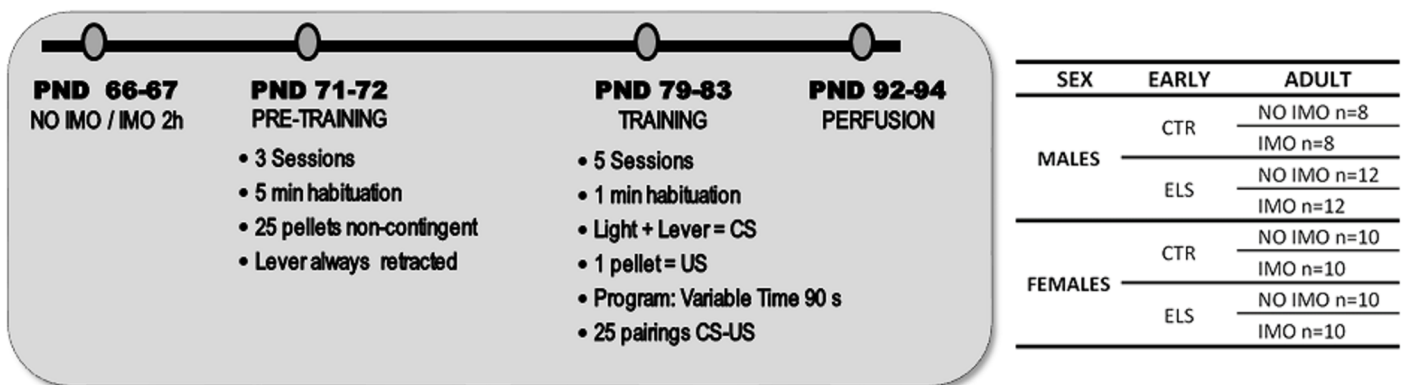 PND 66-67
NO IMO / IMO 2h
PND 71-72
PRE-TRAINING
• 3 Sessions
• 5 min habituation
• 25 pellets non-contingent
• Lever always retracted
PND 79-83
TRAINING
• 5 Sessions
• 1 min habituation
• Light + Lever = CS
• 1 pellet = US
• Program: Variable Time 90 s
• 25 pairings CS-US
PND 92-94
PERFUSION
SEX EARLY ADULT
MALES
CTR
NO IMO n=8
IMO n=8
ELS
NO IMO n=12
IMO n=12
FEMALES
CTR
NO IMO n=10
IMO n=10
ELS
NO IMO n=10
IMO n=10